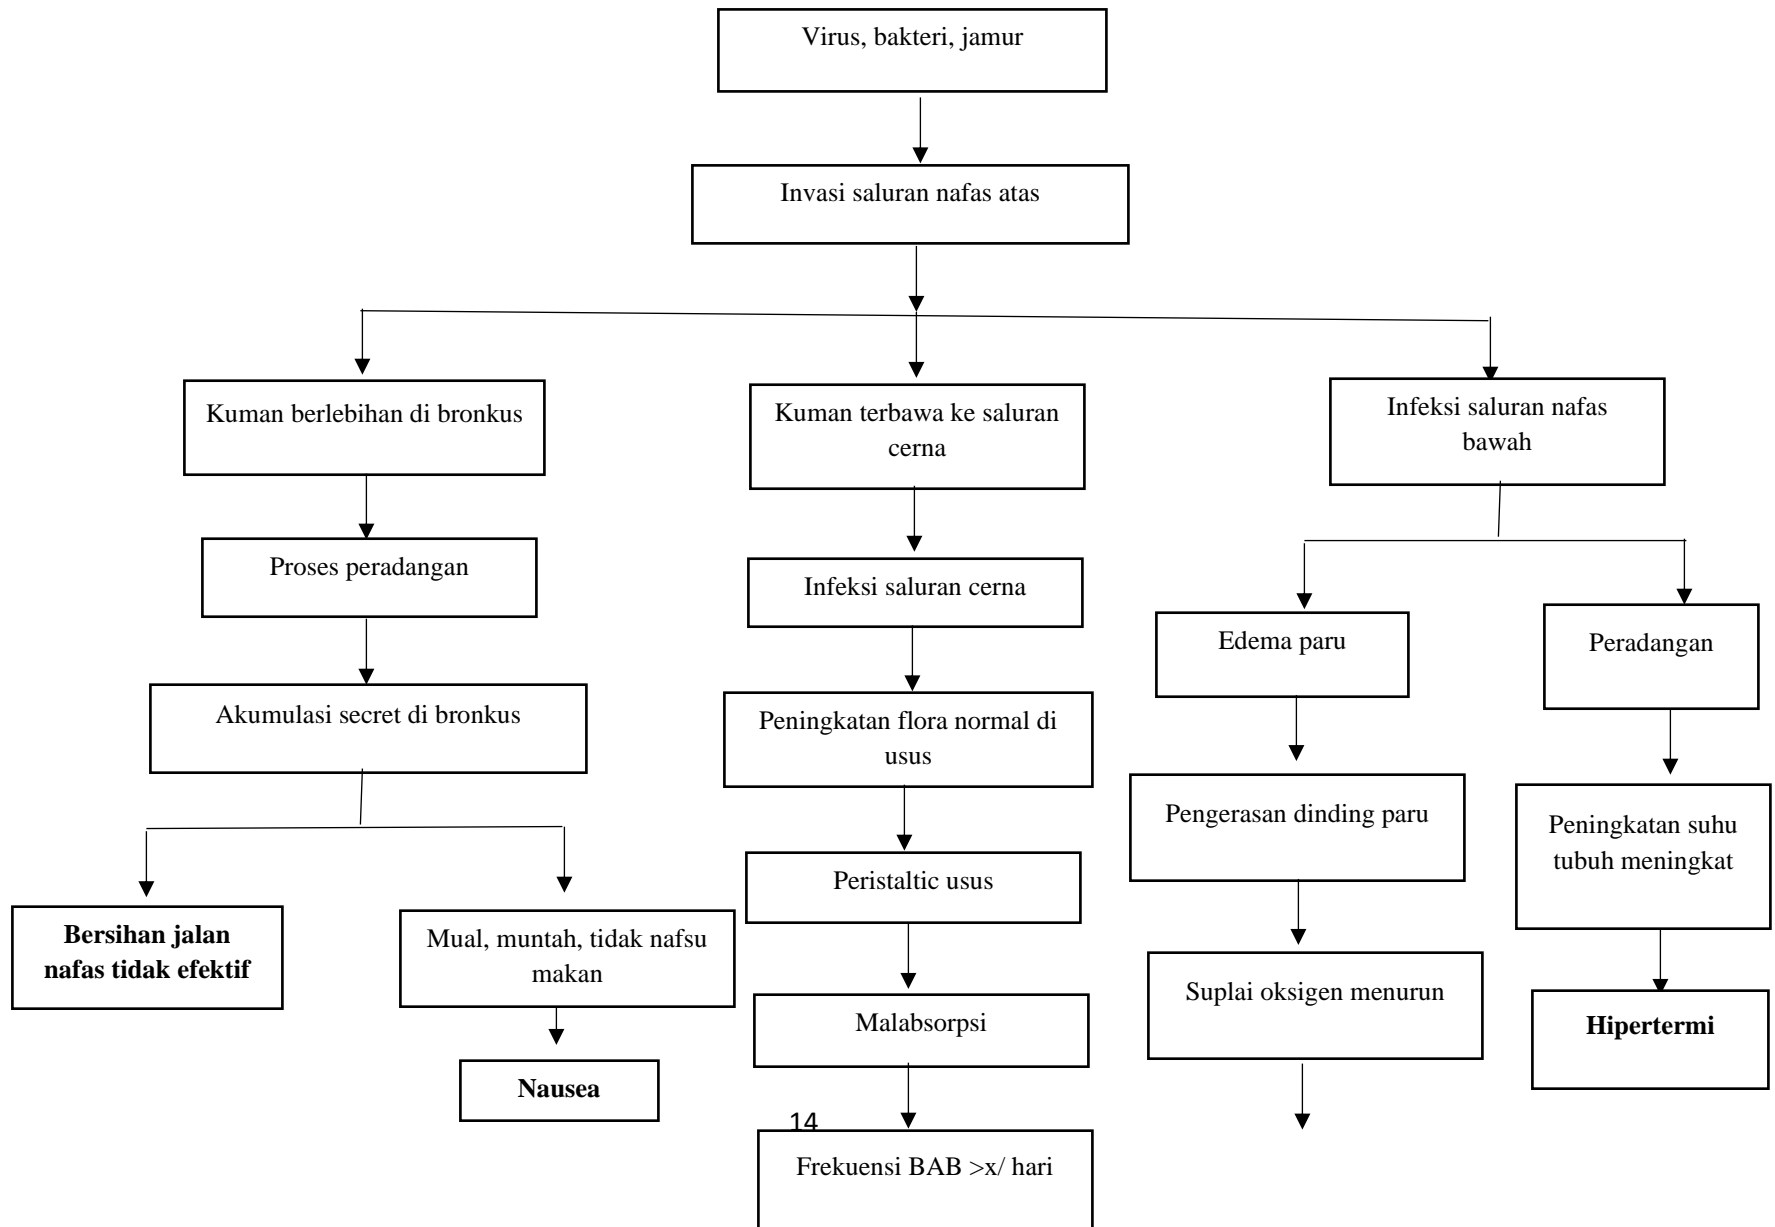 Virus, bakteri, jamur
Invasi saluran nafas atas
Kuman berlebihan di bronkus
Kuman terbawa ke saluran
cerna
Infeksi saluran nafas
bawah
Proses peradangan
Infeksi saluran cerna
Edema paru
Peradangan
Akumulasi secret di bronkus
Peningkatan flora normal di
usus
Pengerasan dinding paru
Peningkatan suhu
tubuh meningkat
Peristaltic usus
Bersihan jalan
nafas tidak efektif
Mual, muntah, tidak nafsu
makan
Suplai oksigen menurun
Malabsorpsi
Hipertermi
Nausea
14
Frekuensi BAB >x/ hari